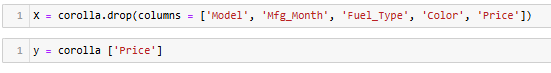 1 X = corolla.drop(columns = ['Model', 'Mfg_Month', 'Fuel_Type', 'Color', 'Price'])
1 y = corolla ['Price']